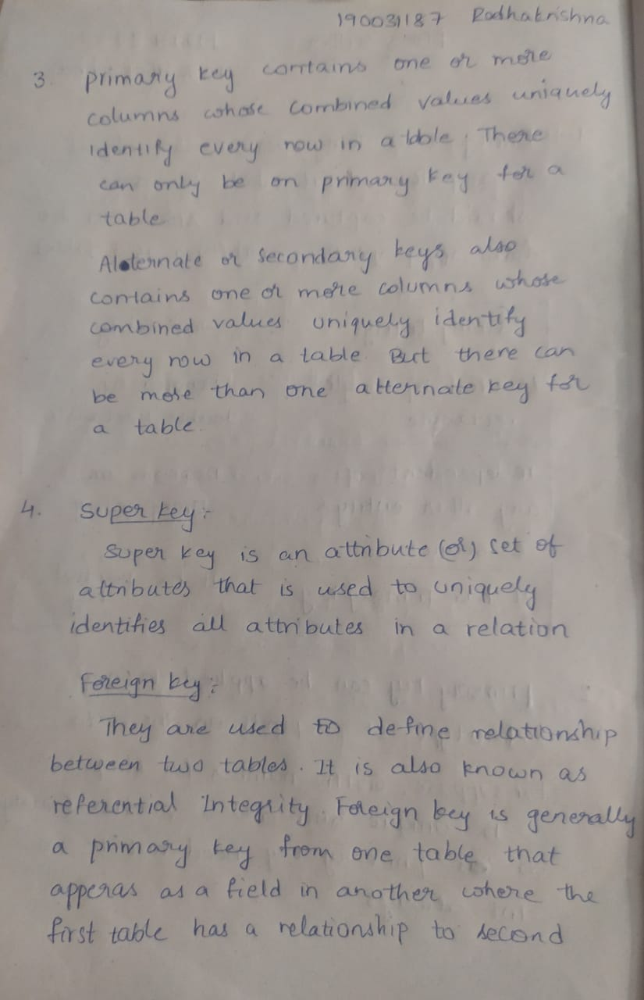 190031187 Radhakrishna
3. primary key contains one or more
columns whose combined values uniquely
identify every row in a table. There
can only be on primary key for a
table
Alternate or secondary keys also
contains one or more columns whose
combined values uniquely identify
every row in a table But there can
be more than one alternate key for
a table.
4. Super key :-
Super key is an attribute (or) set of
attributes that is used to uniquely
identifies all attributes in a relation
Foreign key :-
They are used to define relationship
between two tables. It is also known as
referential Integrity. Foreign key is generally
a primary key from one table that
apperas as a field in another where the
first table has a relationship to second